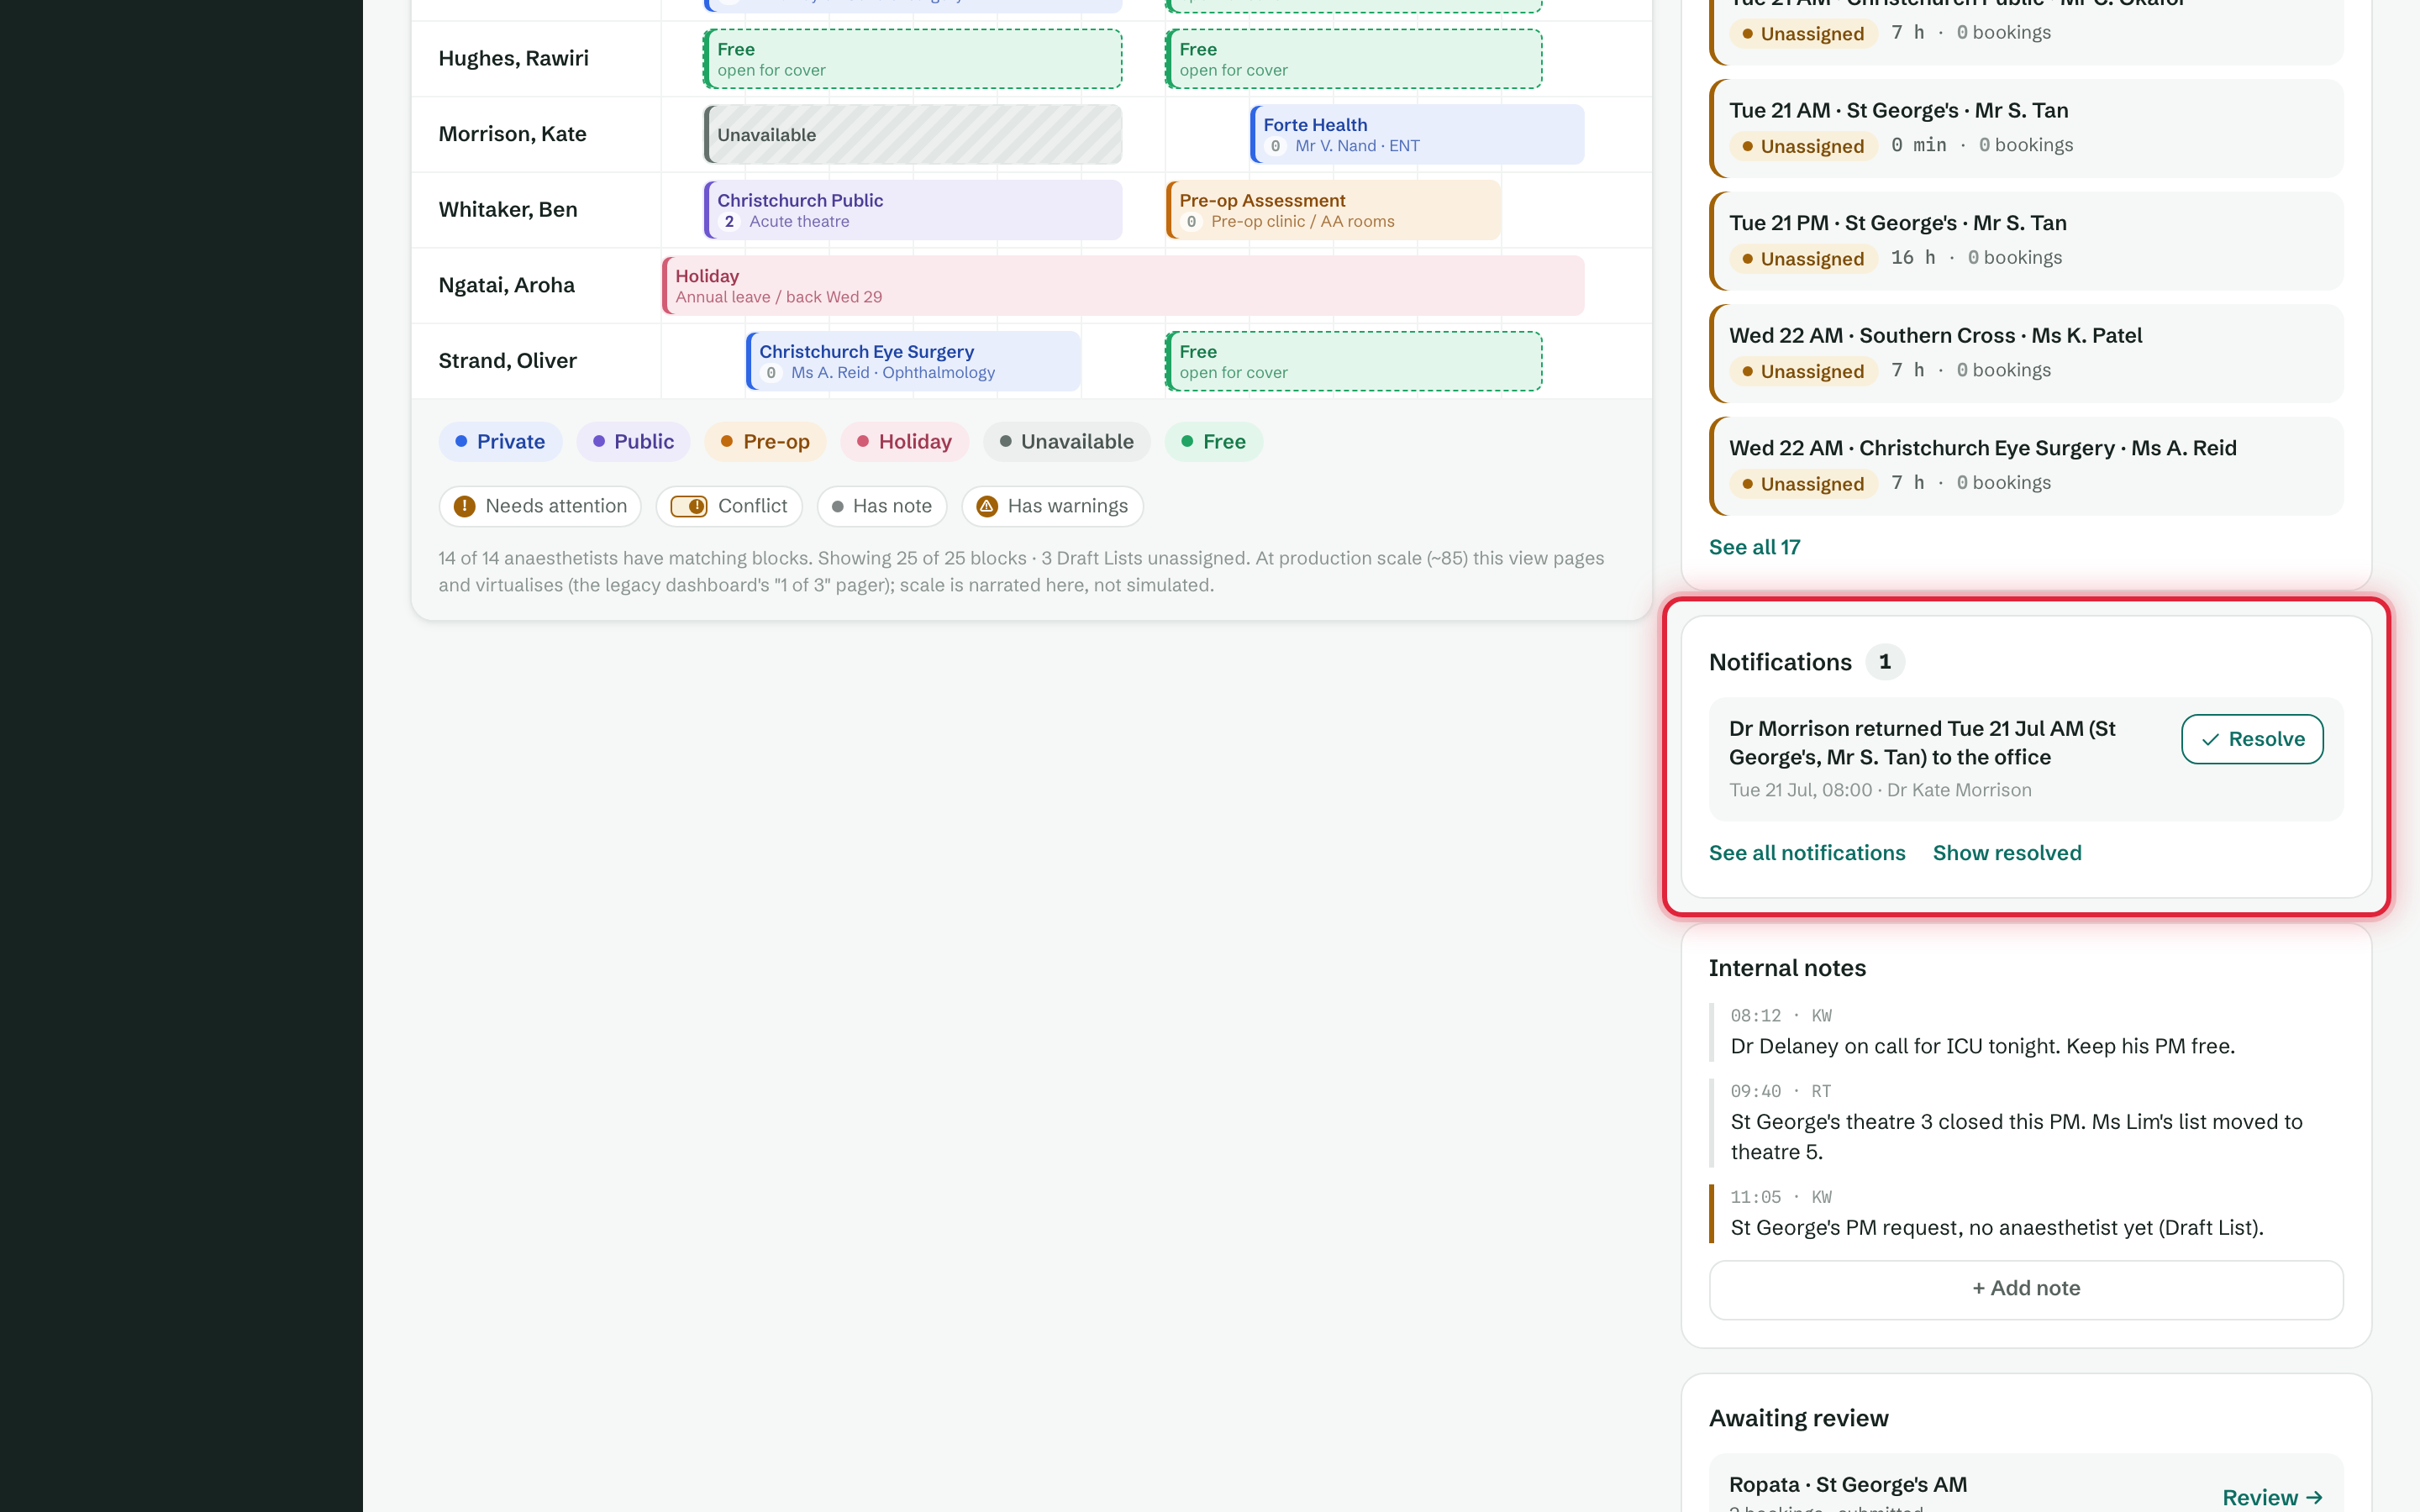 Hughes, Rawiri
Free
open for cover
Free
open for cover
Morrison, Kate
Unavailable
Forte Health
0 Mr V. Nand · ENT
Whitaker, Ben
Christchurch Public
2 Acute theatre
Pre-op Assessment
0 Pre-op clinic / AA rooms
Ngatai, Aroha
Holiday
Annual leave / back Wed 29
Strand, Oliver
Christchurch Eye Surgery
0 Ms A. Reid · Ophthalmology
Free
open for cover
Private
Public
Pre-op
Holiday
Unavailable
Free
Needs attention
Conflict
Has note
Has warnings
14 of 14 anaesthetists have matching blocks. Showing 25 of 25 blocks · 3 Draft Lists unassigned. At production scale (~85) this view pages
and virtualises (the legacy dashboard's "1 of 3" pager); scale is narrated here, not simulated.
Unassigned 7 h · 0 bookings
Tue 21 AM · St George's · Mr S. Tan
Unassigned 0 min · 0 bookings
Tue 21 PM · St George's · Mr S. Tan
Unassigned 16 h · 0 bookings
Wed 22 AM · Southern Cross · Ms K. Patel
Unassigned 7 h · 0 bookings
Wed 22 AM · Christchurch Eye Surgery · Ms A. Reid
Unassigned 7 h · 0 bookings
See all 17
Notifications 1
Dr Morrison returned Tue 21 Jul AM (St
George's, Mr S. Tan) to the office
Tue 21 Jul, 08:00 · Dr Kate Morrison
Resolve
See all notifications Show resolved
Internal notes
08:12 · KW
Dr Delaney on call for ICU tonight. Keep his PM free.
09:40 · RT
St George's theatre 3 closed this PM. Ms Lim's list moved to
theatre 5.
11:05 · KW
St George's PM request, no anaesthetist yet (Draft List).
+ Add note
Awaiting review
Ropata · St George's AM
Review →